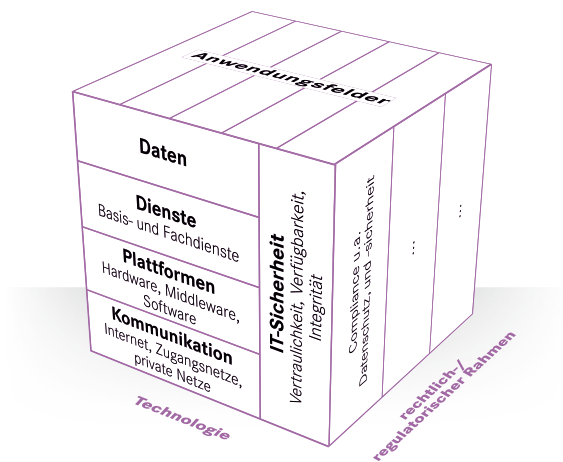 Anwendungsfelder
Daten
Dienste
Basis- und Fachdienste
Plattformen
Hardware, Middleware,
Software
Kommunikation
Internet, Zugangsnetze,
private Netze
IT-Sicherheit
Vertraulichkeit, Verfügbarkeit,
Integrität
Compliance u.a.
Datenschutz, und -sicherheit
...
...
Technologie
rechtlich-/
regulatorischer Rahmen